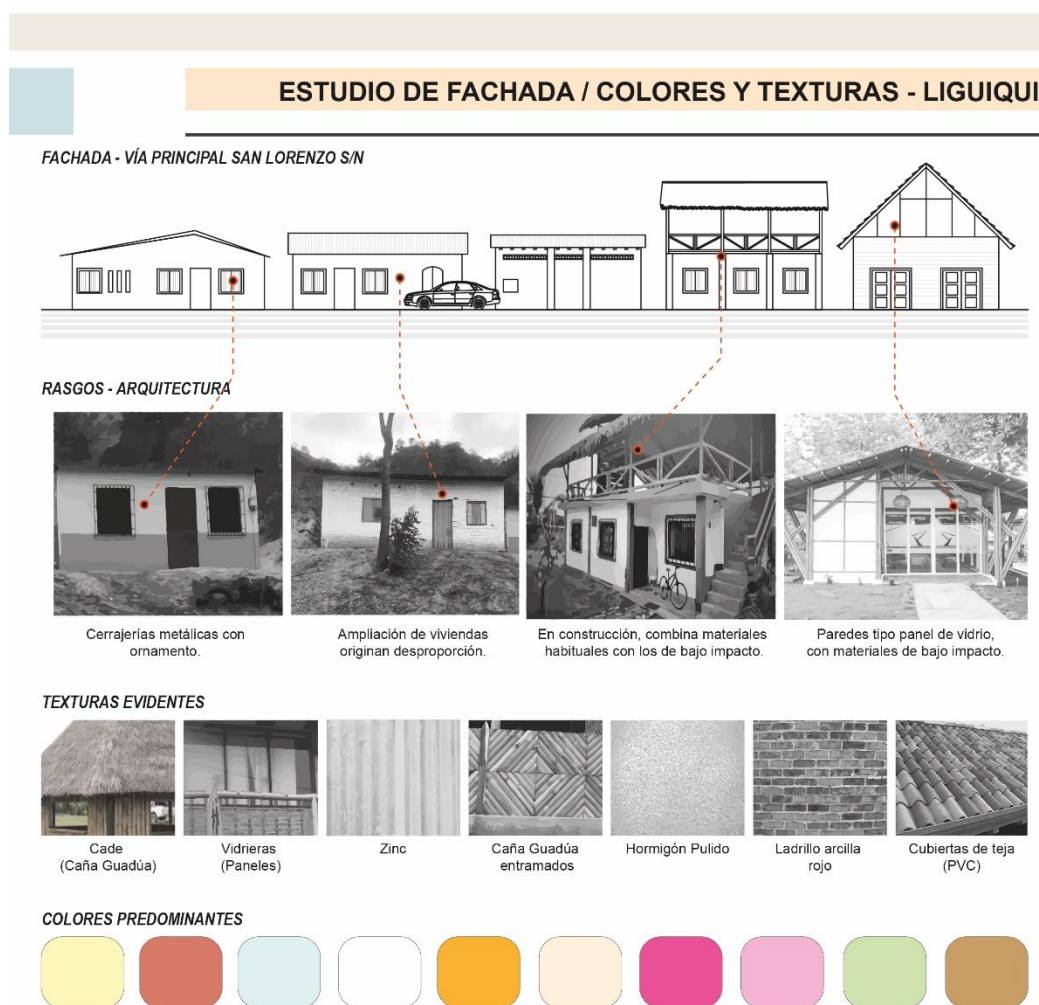 ESTUDIO DE FACHADA / COLORES Y TEXTURAS - LIGUIQUI
FACHADA - VÍA PRINCIPAL SAN LORENZO S/N
RASGOS - ARQUITECTURA
Cerrajerías metálicas con
ornamento.
Ampliación de viviendas
originan desproporción.
En construcción, combina materiales
habituales con los de bajo impacto.
Paredes tipo panel de vidrio,
con materiales de bajo impacto.
TEXTURAS EVIDENTES
Cade
(Caña Guadúa)
Vidrieras
(Paneles)
Zinc
Caña Guadúa
entramados
Hormigón Pulido
Ladrillo arcilla
rojo
Cubiertas de teja
(PVC)
COLORES PREDOMINANTES